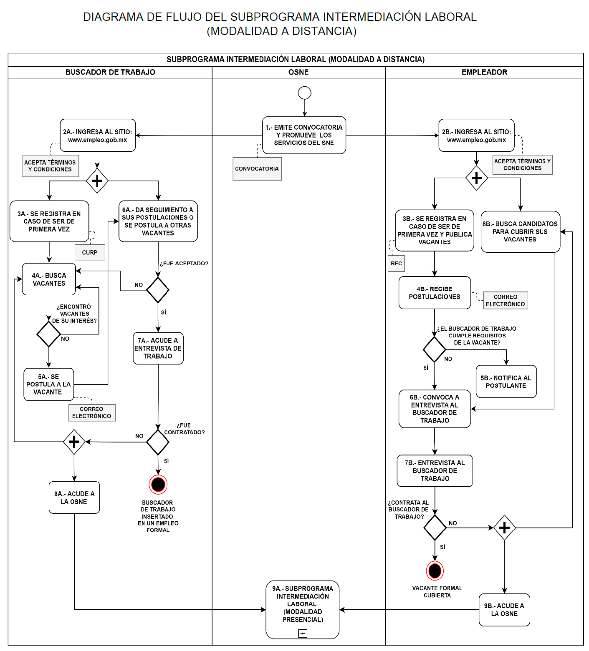 DIAGRAMA DE FLUJO DEL SUBPROGRAMA INTERMEDIACIÓN LABORAL
(MODALIDAD A DISTANCIA)
SUBPROGRAMA INTERMEDIACIÓN LABORAL (MODALIDAD A DISTANCIA)
BUSCADOR DE TRABAJO
OSNE
EMPLEADOR
2A.- INGRESA AL SITIO:
www.empleo.gob.mx
ACEPTA TÉRMINOS
Y CONDICIONES
3A.- SE REGISTRA EN
CASO DE SER DE
PRIMERA VEZ
CURP
6A.- DA SEGUIMIENTO A
SUS POSTULACIONES O
SE POSTULA A OTRAS
VACANTES
4A.- BUSCA
VACANTES
¿FUE ACEPTADO?
NO
SÍ
¿ENCONTRÓ
VACANTES
DE SU INTERÉS?
NO
7A.- ACUDE A
ENTREVISTA DE
TRABAJO
5A.- SE
POSTULA A LA
VACANTE
CORREO
ELECTRÓNICO
¿FUE
CONTRATADO?
NO
SÍ
8A.- ACUDE A
LA OSNE
BUSCADOR
DE TRABAJO
INSERTADO
EN UN EMPLEO
FORMAL
1.- EMITE CONVOCATORIA
Y PROMUEVE LOS
SERVICIOS DEL SNE
CONVOCATORIA
9A.- SUBPROGRAMA
INTERMEDIACIÓN
LABORAL
(MODALIDAD
PRESENCIAL)
2B.- INGRESA AL SITIO:
www.empleo.gob.mx
ACEPTA TÉRMINOS
Y CONDICIONES
3B.- SE REGISTRA EN
CASO DE SER DE
PRIMERA VEZ Y PUBLICA
VACANTES
RFC
8B.- BUSCA CANDIDATOS
PARA CUBRIR SUS
VACANTES
4B.- RECIBE
POSTULACIONES
CORREO
ELECTRÓNICO
¿EL BUSCADOR DE TRABAJO
CUMPLE REQUISITOS
DE LA VACANTE?
NO
SÍ
5B.- NOTIFICA AL
POSTULANTE
6B.- CONVOCA A
ENTREVISTA AL
BUSCADOR DE
TRABAJO
7B.- ENTREVISTA AL
BUSCADOR DE
TRABAJO
¿CONTRATA AL
BUSCADOR DE
TRABAJO?
NO
SÍ
VACANTE FORMAL
CUBIERTA
9B.- ACUDE A
LA OSNE